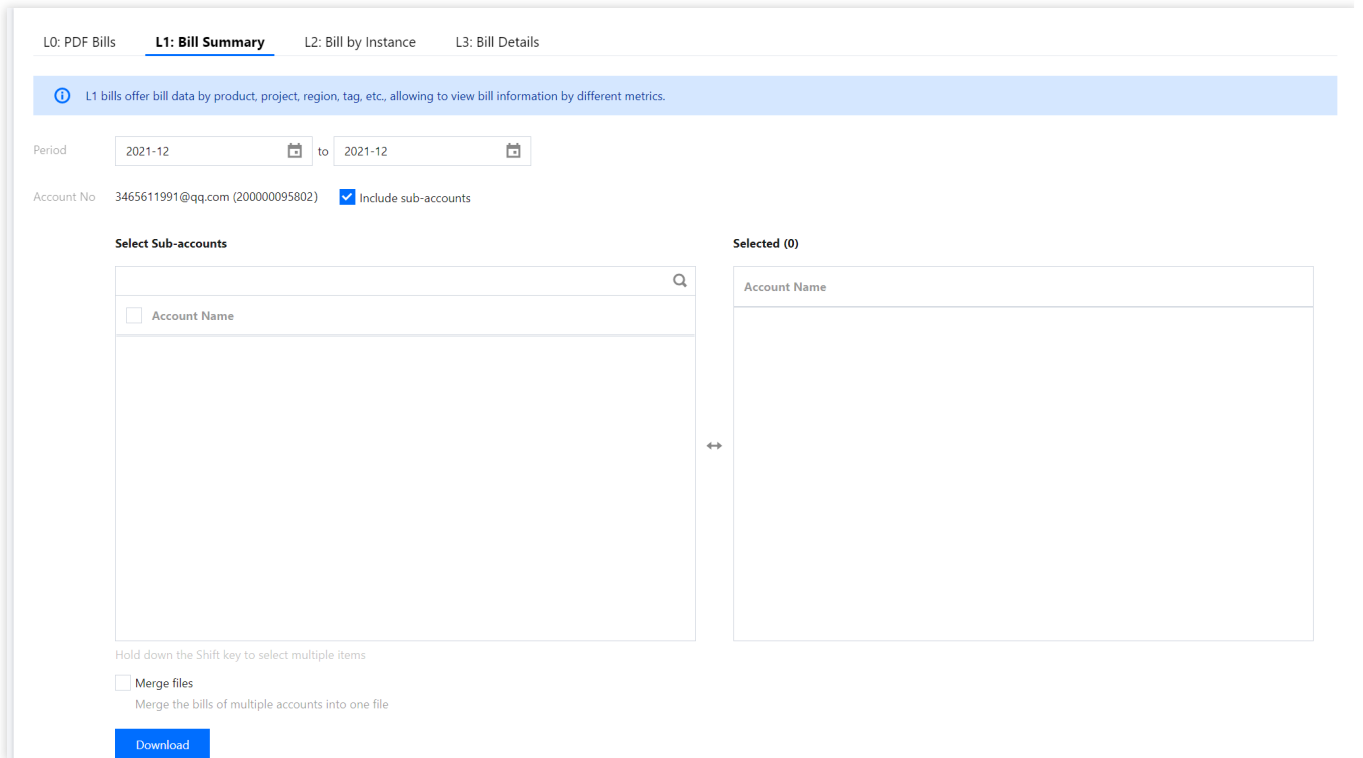 L0: PDF Bills L1: Bill Summary L2: Bill by Instance L3: Bill Details
L1 bills offer bill data by product, project, region, tag, etc., allowing to view bill information by different metrics.
Period 2021-12 to 2021-12
Account No 3465611991@qq.com (200000095802) Include sub-accounts
Select Sub-accounts Selected (0)
Account Name
Account Name
Hold down the Shift key to select multiple items
Merge files
Merge the bills of multiple accounts into one file
Download